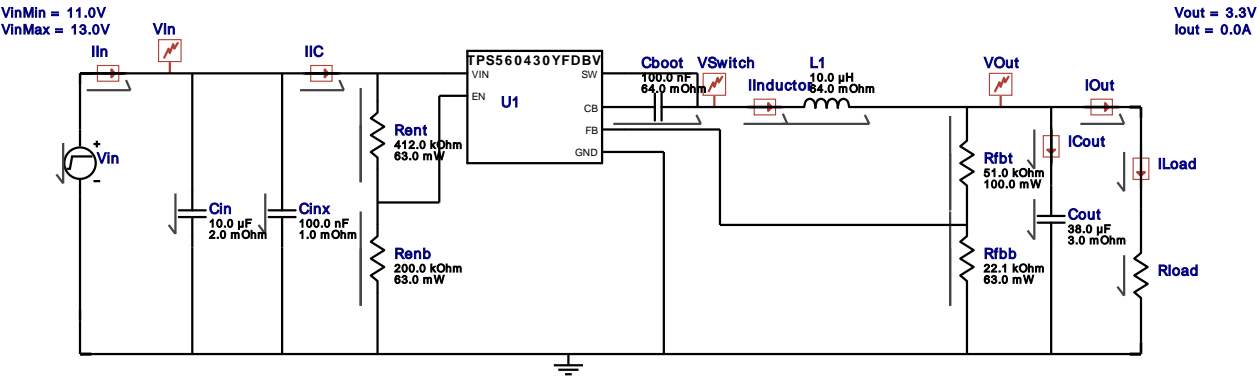 VinMin = 11.0V
VinMax = 13.0V
Vout = 3.3V
Iout = 0.0A
VIn
IIn
IIC
TPS560430YFDBV
VIN
EN
U1
SW
CB
FB
GND
Cboot
100.0 nF
64.0 mOhm
VSwitch
IInductor
L1
10.0 µH
64.0 mOhm
VOut
IOut
Rent
412.0 kOhm
63.0 mW
Vin
+
-
Cin
10.0 µF
2.0 mOhm
Cinx
100.0 nF
1.0 mOhm
Renb
200.0 kOhm
63.0 mW
Rfbt
51.0 kOhm
100.0 mW
ICout
ILoad
Cout
38.0 µF
3.0 mOhm
Rfbb
22.1 kOhm
63.0 mW
Rload